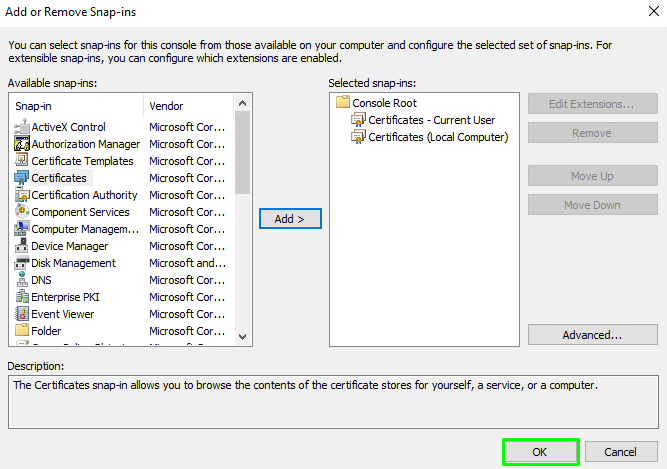 Add or Remove Snap-ins
You can select snap-ins for this console from those available on your computer and configure the selected set of snap-ins. For
extensible snap-ins, you can configure which extensions are enabled.
Available snap-ins:
Snap-in Vendor
ActiveX Control Microsoft Cor...
Authorization Manager Microsoft Cor...
Certificate Templates Microsoft Cor...
Certificates Microsoft Cor...
Certification Authority Microsoft Cor...
Component Services Microsoft Cor...
Computer Managem... Microsoft Cor...
Device Manager Microsoft Cor...
Disk Management Microsoft and...
DNS Microsoft Cor...
Enterprise PKI Microsoft Cor...
Event Viewer Microsoft Cor...
Folder Microsoft Cor...
Add >
Selected snap-ins:
Console Root
Certificates - Current User
Certificates (Local Computer)
Edit Extensions...
Remove
Move Up
Move Down
Advanced...
Description:
The Certificates snap-in allows you to browse the contents of the certificate stores for yourself, a service, or a computer.
OK Cancel